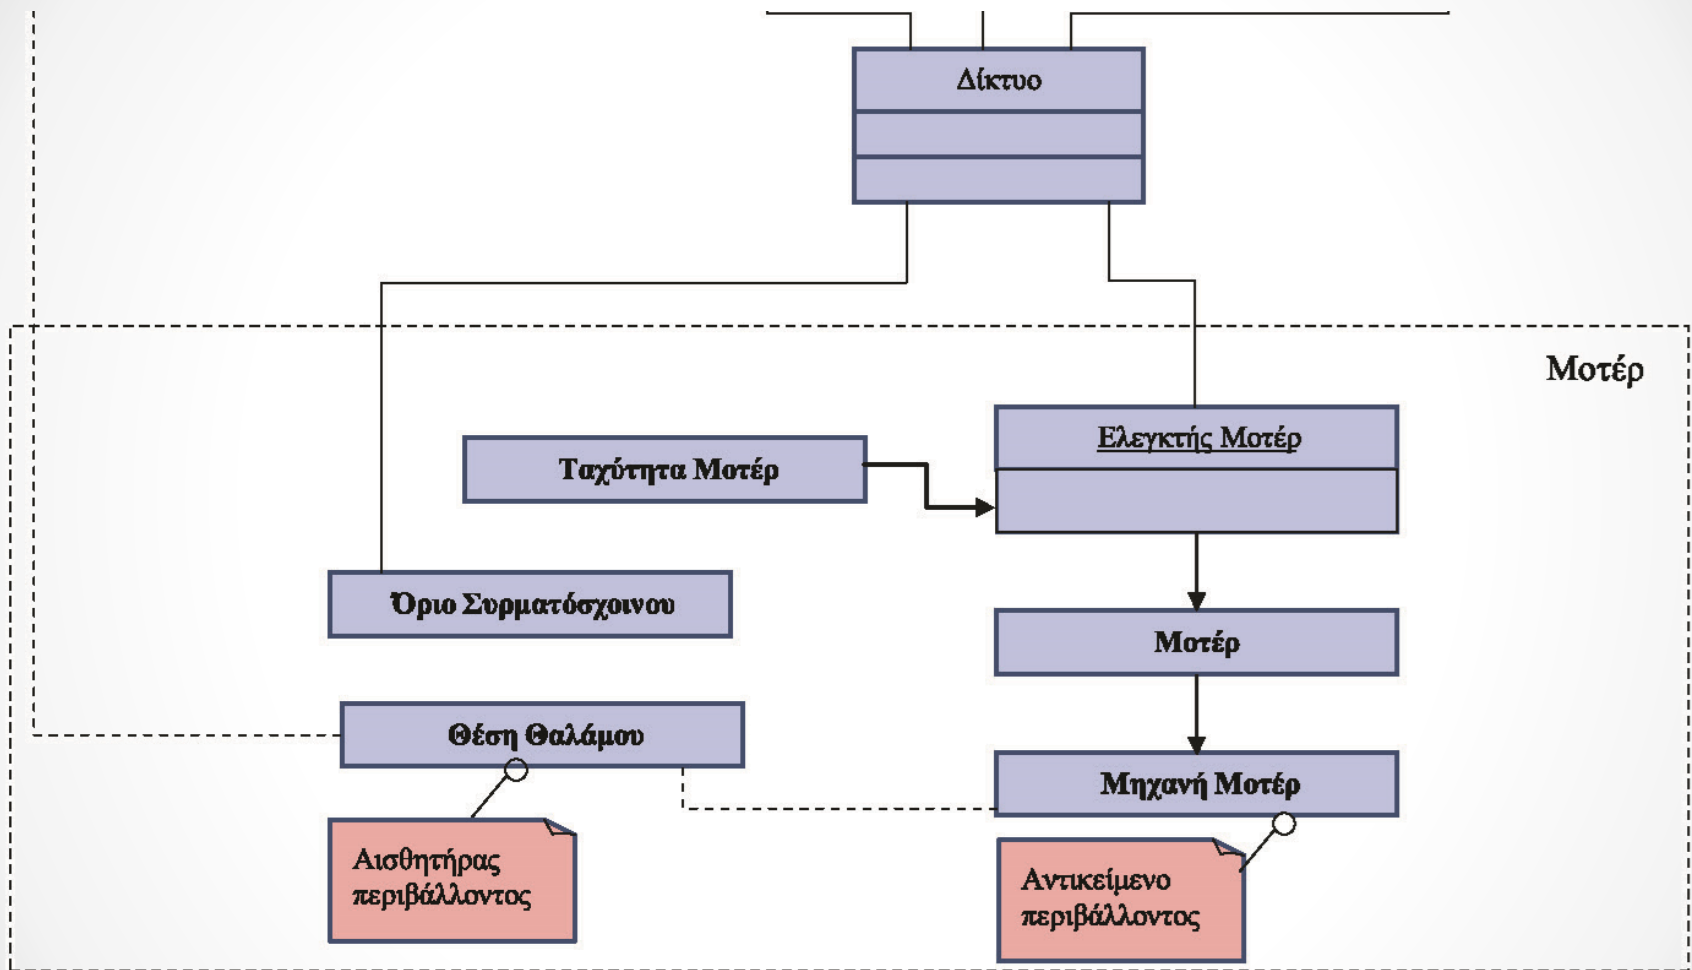 Δίκτυο
Μοτέρ
Ελεγκτής Μοτέρ
Ταχύτητα Μοτέρ
Όριο Συρματόσχοινου
Μοτέρ
Θέση Θαλάμου
Μηχανή Μοτέρ
Αισθητήρας
περιβάλλοντος
Αντικείμενο
περιβάλλοντος